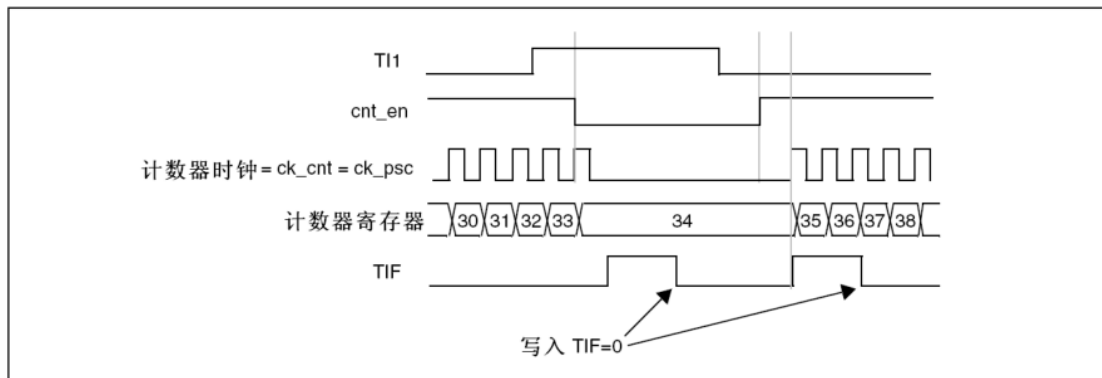 TI1
cnt_en
计数器时钟= ck_cnt = ck_psc
计数器寄存器 30 31 32 33 34 35 36 37 38
TIF
写入 TIF=0